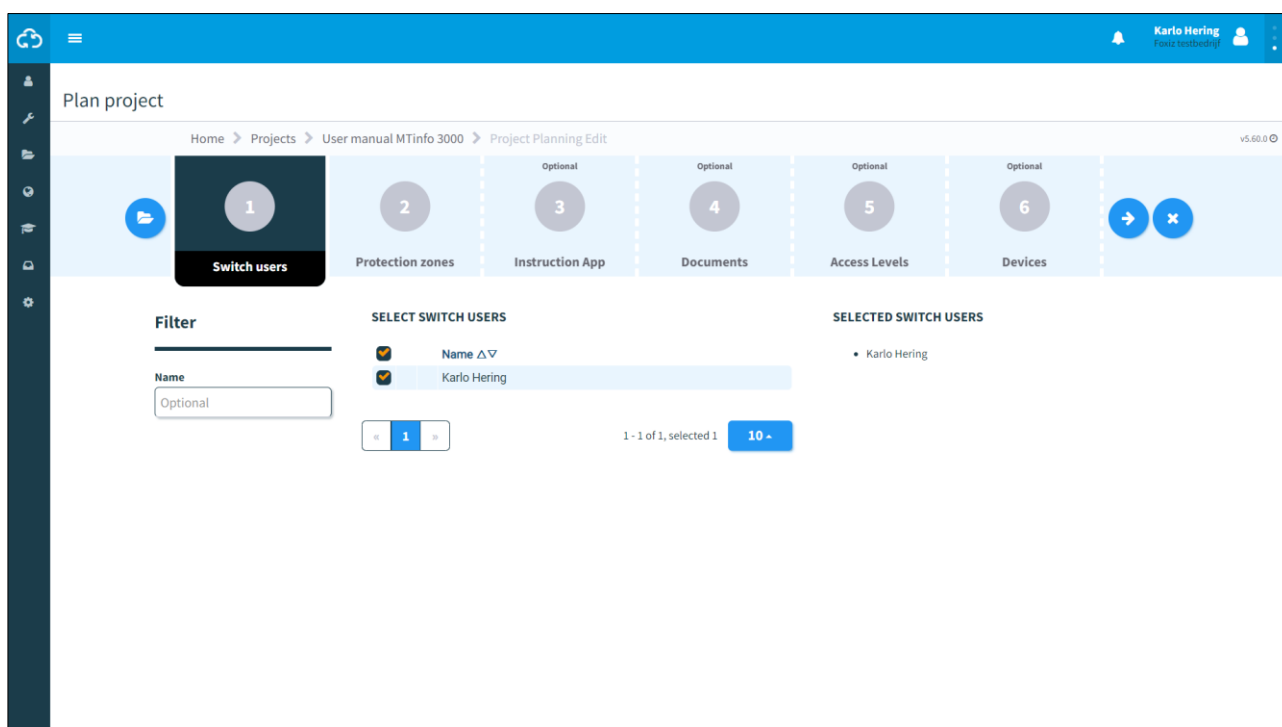 Karlo Hering
Foxiz testbedrijf
Plan project
Home Projects User manual MTinfo 3000 Project Planning Edit
v5.60.0
Optional Optional Optional Optional
1 2 3 4 5 6
Switch users Protection zones Instruction App Documents Access Levels Devices
Filter
Name
Optional
SELECT SWITCH USERS
Name
Karlo Hering
« 1 »
1 - 1 of 1, selected 1
10
SELECTED SWITCH USERS
• Karlo Hering